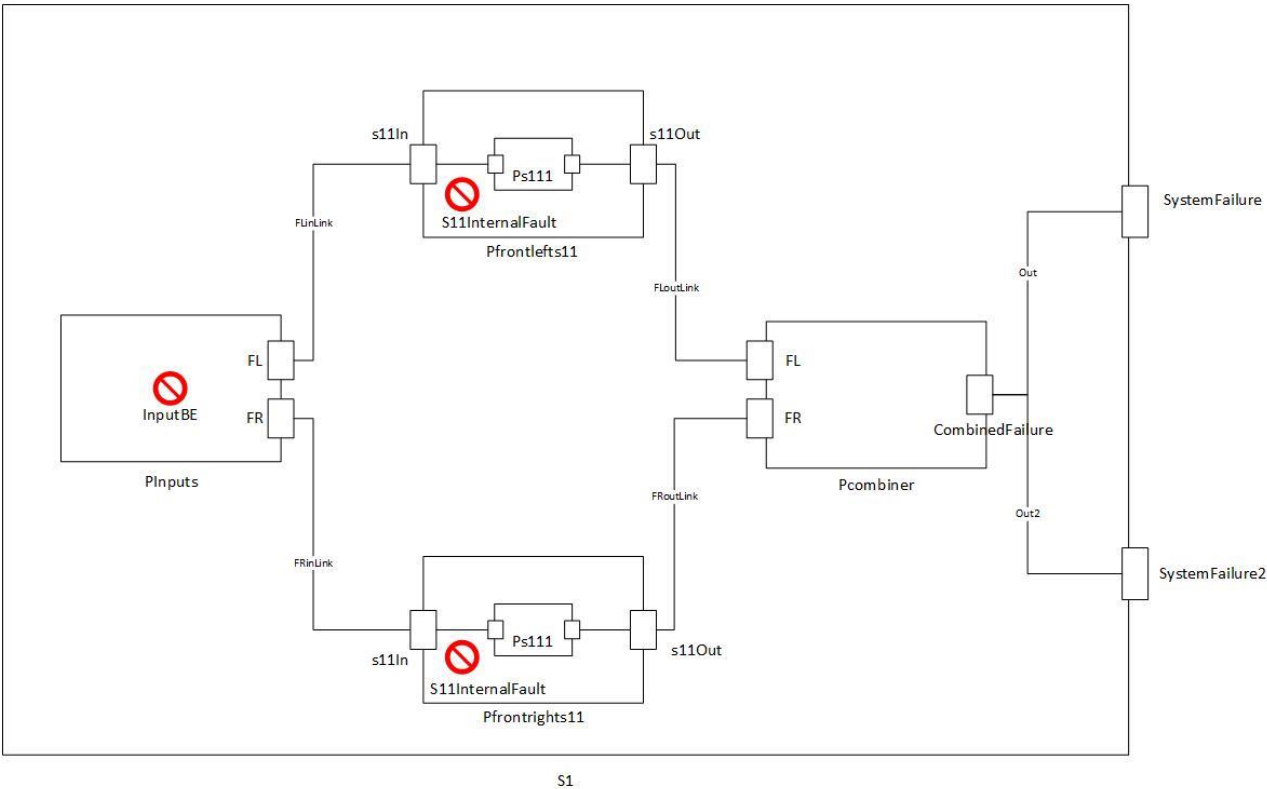 s11In
s11Out
Ps111
S11InternalFault
Pfrontlefts11
FLinLink
SystemFailure
Out
FLoutLink
FL
FL
InputBE
FR
FR
CombinedFailure
PInputs
Pcombiner
FRoutLink
Out2
FRinLink
SystemFailure2
Ps111
s11In
s11Out
S11InternalFault
Pfrontrights11
S1